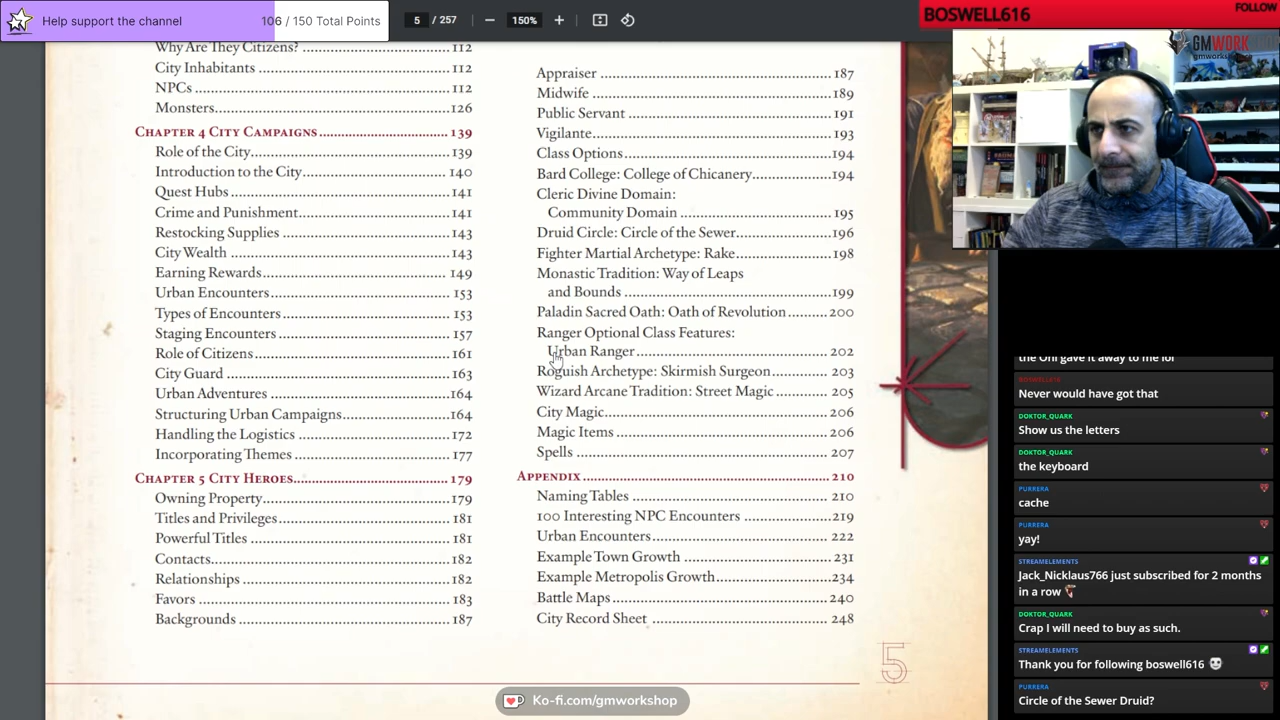 Help support the channel 106 / 150 Total Points
5 / 257 150%
BOSWELL616
FOLLOW
GMWORK
Why Are They Citizens? 112
City Inhabitants 112
NPCs 112
Monsters 126
CHAPTER 4 CITY CAMPAIGNS 139
Role of the City 139
Introduction to the City 140
Quest Hubs 141
Crime and Punishment 141
Restocking Supplies 143
City Wealth 143
Earning Rewards 149
Urban Encounters 153
Types of Encounters 153
Staging Encounters 157
Role of Citizens 161
City Guard 163
Urban Adventures 164
Structuring Urban Campaigns 164
Handling the Logistics 172
Incorporating Themes 177
CHAPTER 5 CITY HEROES 179
Owning Property 179
Titles and Privileges 181
Powerful Titles 181
Contacts 182
Relationships 182
Favors 183
Backgrounds 187
Appraiser 187
Midwife 189
Public Servant 191
Vigilante 193
Class Options 194
Bard College: College of Chicanery 194
Cleric Divine Domain:
Community Domain 195
Druid Circle: Circle of the Sewer 196
Fighter Martial Archetype: Rake 198
Monastic Tradition: Way of Leaps
and Bounds 199
Paladin Sacred Oath: Oath of Revolution 200
Ranger Optional Class Features:
Urban Ranger 202
Roguish Archetype: Skirmish Surgeon 203
Wizard Arcane Tradition: Street Magic 205
City Magic 206
Magic Items 206
Spells 207
APPENDIX 210
Naming Tables 210
100 Interesting NPC Encounters 219
Urban Encounters 222
Example Town Growth 231
Example Metropolis Growth 234
Battle Maps 240
City Record Sheet 248
5
Ko-fi.com/gmworkshop
the Oni gave it away to me lol
BOSWELL616
Never would have got that
DOKTOR_QUARK
Show us the letters
DOKTOR_QUARK
the keyboard
PURRERA
cache
PURRERA
yay!
STREAMELEMENTS
Jack_Nicklaus766 just subscribed for 2 months
in a row
DOKTOR_QUARK
Crap I will need to buy as such.
STREAMELEMENTS
Thank you for following boswell616
PURRERA
Circle of the Sewer Druid?